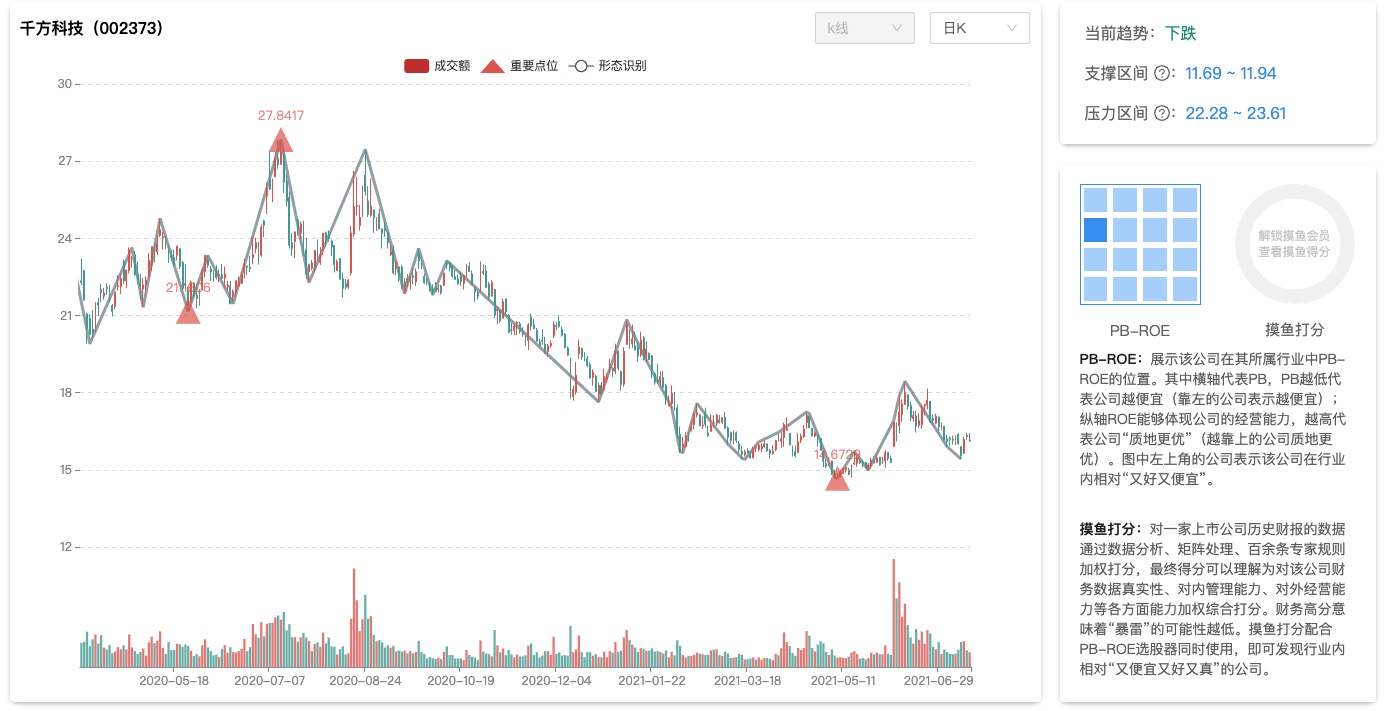 千方科技（002373）
k线
日K
成交额
重要点位
形态识别
30
27
24
21
18
15
12
27.8417
2020-05-18
2020-07-07
2020-08-24
2020-10-19
2020-12-04
2021-01-22
2021-03-18
2021-05-11
2021-06-29
当前趋势：下跌
支撑区间 ?：11.69 ~ 11.94
压力区间 ?：22.28 ~ 23.61
解锁摸鱼会员
查看摸鱼得分
PB-ROE
摸鱼打分
PB-ROE：展示该公司在其所属行业中PB-
ROE的位置。其中横轴代表PB，PB越低代
表公司越便宜（靠左的公司表示越便宜）；
纵轴ROE能够体现公司的经营能力，越高代
表公司“质地更优”（越靠上的公司质地更
优）。图中左上角的公司表示该公司在行业
内相对“又好又便宜”。
摸鱼打分：对一家上市公司历史财报的数据
通过数据分析、矩阵处理、百余条专家规则
加权打分，最终得分可以理解为对该公司财
务数据真实性、对内管理能力、对外经营能
力等各方面能力加权综合打分。财务高分意
味着“暴雷”的可能性越低。摸鱼打分配合
PB-ROE选股器同时使用，即可发现行业内
相对“又便宜又好又真”的公司。